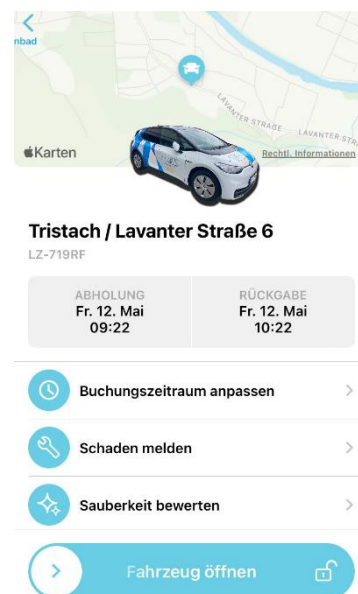 nbad
LAVANTER STRAßE
LAVANTER STR
Karten
Rechtl. Informationen
Tristach / Lavanter Straße 6
LZ-719RF
ABHOLUNG
RÜCKGABE
Fr. 12. Mai
Fr. 12. Mai
09:22
10:22
Buchungszeitraum anpassen
Schaden melden
Sauberkeit bewerten
Fahrzeug öffnen